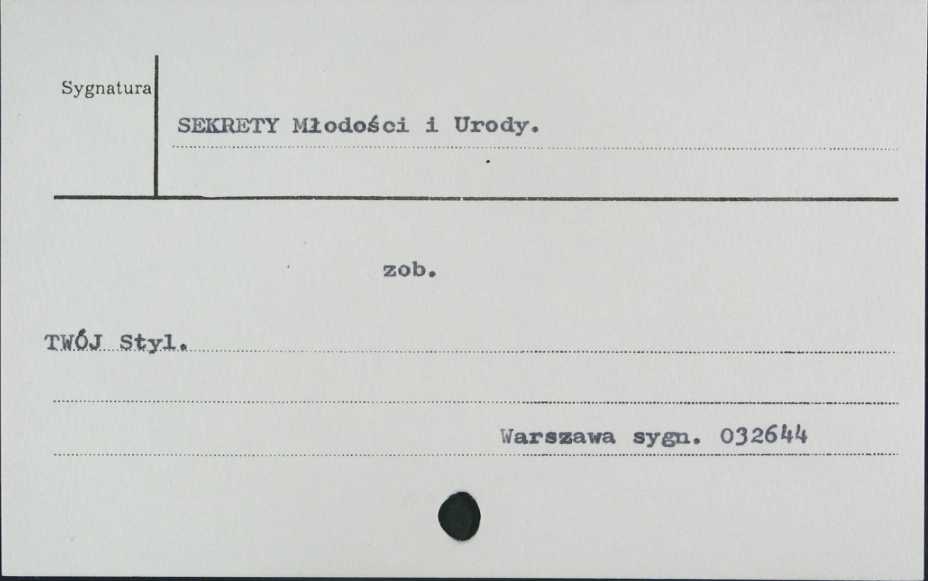 Sygnatura
SEKRETY Młodości i Urody.
zob.
TWÓJ Styl.
Warszawa sygn. 032644